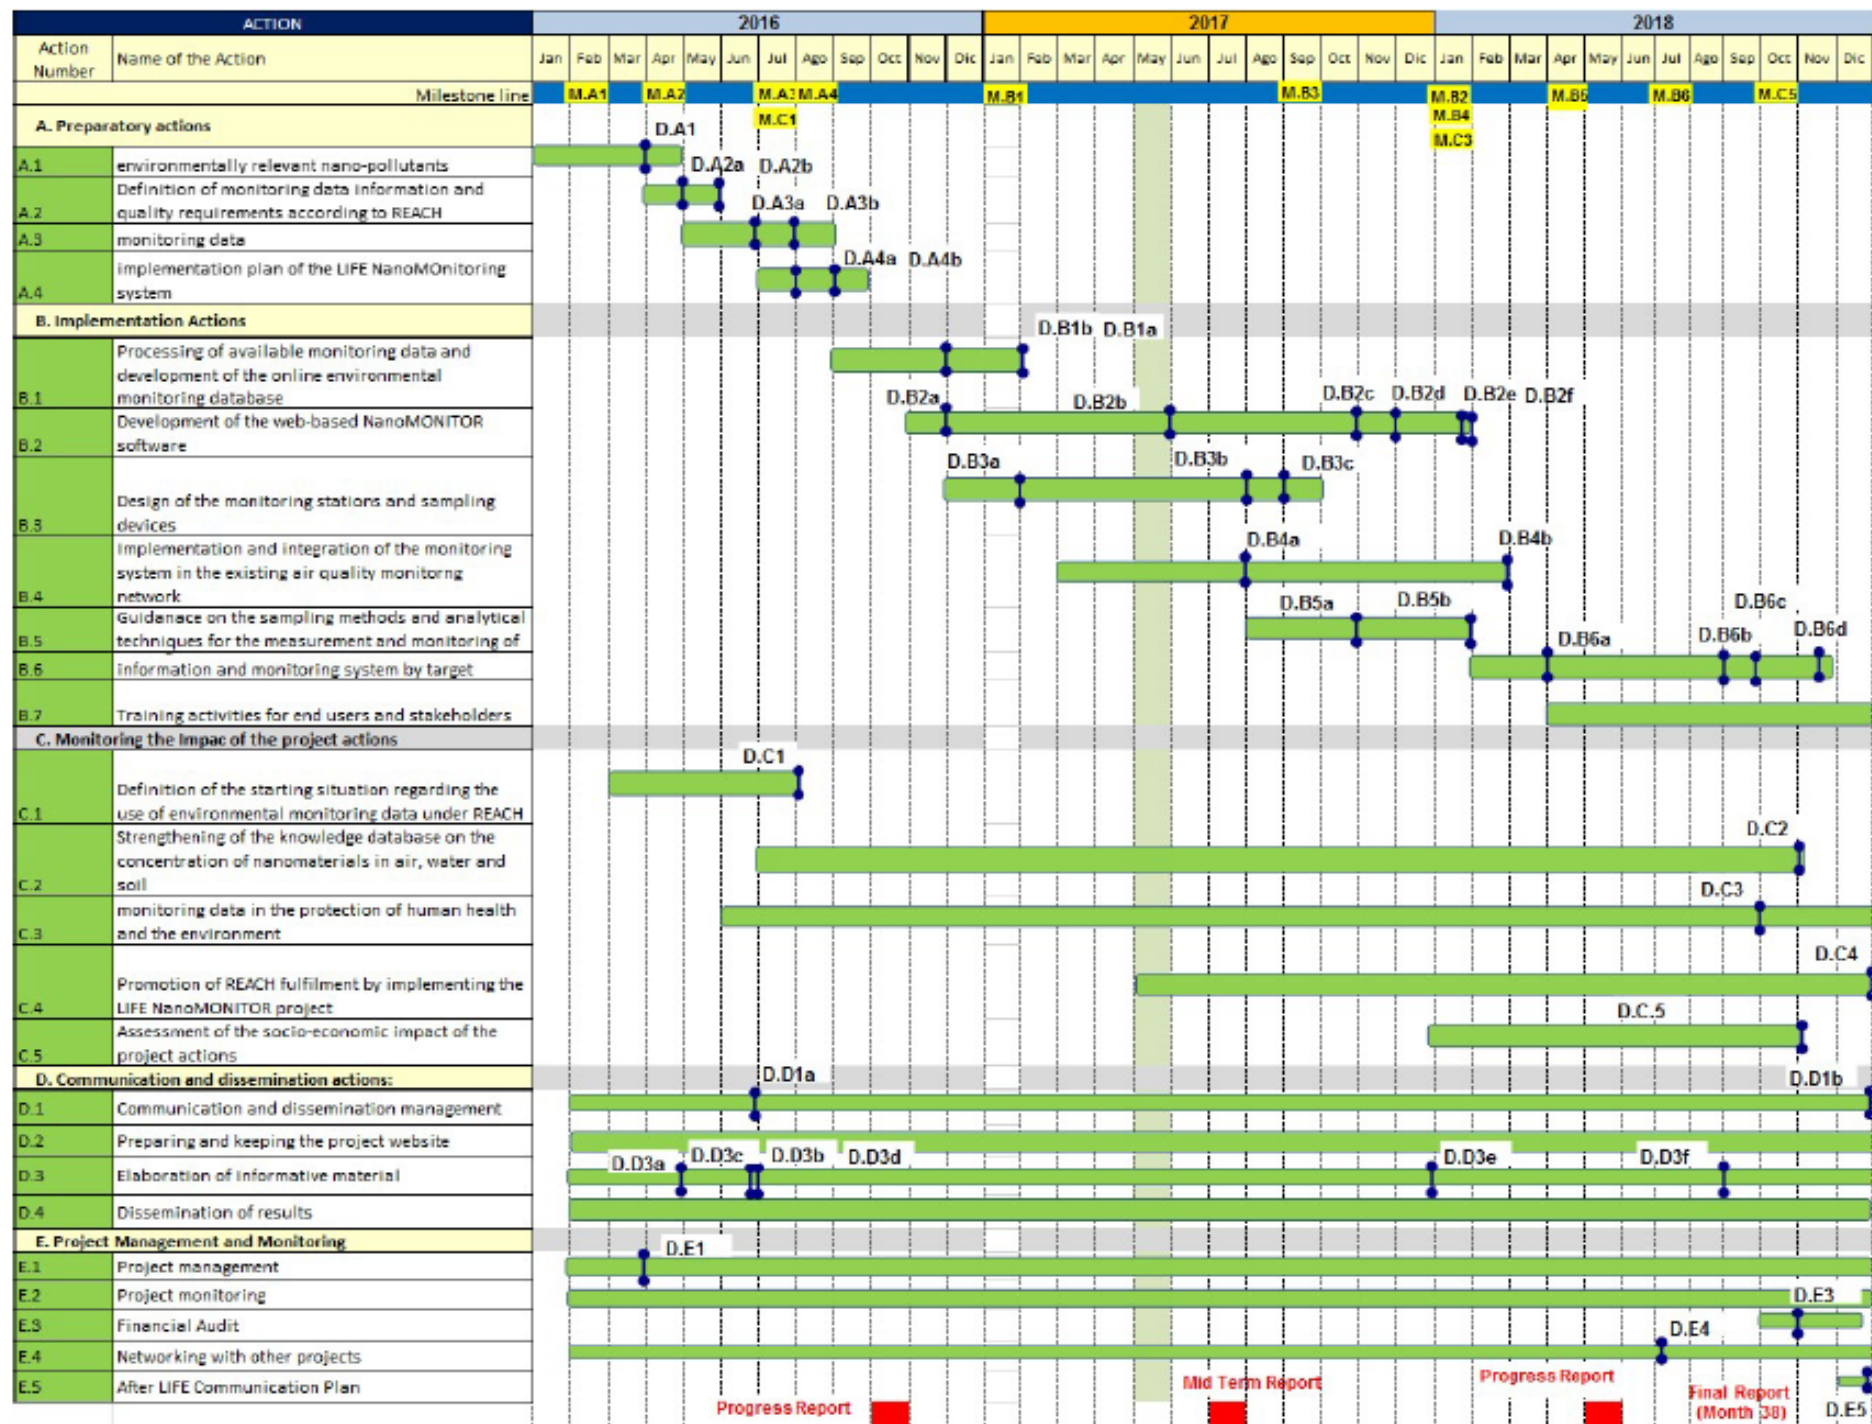 ACTION 2016 2017 2018
Action Number Name of the Action Jan Feb Mar Apr May Jun Jul Ago Sep Oct Nov Dic Jan Feb Mar Apr May Jun Jul Ago Sep Oct Nov Dic Jan Feb Mar Apr May Jun Jul Ago Sep Oct Nov Dic
Milestone line M.A1 M.A2 M.A3 M.A4 M.B1 M.B3 M.B2 M.B5 M.B6 M.C5
M.C1 M.B4
M.C3
A. Preparatory actions
D.A1
A.1 environmentally relevant nano-pollutants
D.A2a D.A2b
Definition of monitoring data information and
A.2 quality requirements according to REACH
D.A3a D.A3b
A.3 monitoring data
D.A4a D.A4b
implementation plan of the LIFE NanoMOnitoring
A.4 system
B. Implementation Actions
D.B1b D.B1a
Processing of available monitoring data and
development of the online environmental
B.1 monitoring database
D.B2a D.B2b D.B2c D.B2d D.B2e D.B2f
Development of the web-based NanoMONITOR
B.2 software
D.B3a D.B3b D.B3c
Design of the monitoring stations and sampling
B.3 devices
D.B4a D.B4b
Implementation and integration of the monitoring
system in the existing air quality monitorng
B.4 network
D.B5a D.B5b
Guidanace on the sampling methods and analytical
B.5 techniques for the measurement and monitoring of
D.B6a D.B6b D.B6c D.B6d
B.6 information and monitoring system by target
B.7 Training activities for end users and stakeholders
C. Monitoring the Impac of the project actions
D.C1
Definition of the starting situation regarding the
C.1 use of environmental monitoring data under REACH
Strengthening of the knowledge database on the
D.C2
concentration of nanomaterials in air, water and
C.2 soil
D.C3
monitoring data in the protection of human health
C.3 and the environment
D.C4
Promotion of REACH fulfilment by implementing the
C.4 LIFE NanoMONITOR project
D.C.5
Assessment of the socio-economic impact of the
C.5 project actions
D. Communication and dissemination actions:
D.D1a D.D1b
D.1 Communication and dissemination management
D.2 Preparing and keeping the project website
D.D3a D.D3c D.D3b D.D3d D.D3e D.D3f
D.3 Elaboration of informative material
D.4 Dissemination of results
E. Project Management and Monitoring
D.E1
E.1 Project management
E.2 Project monitoring
D.E3
E.3 Financial Audit
D.E4
E.4 Networking with other projects
E.5 After LIFE Communication Plan
Progress Report Mid Term Report Progress Report Final Report
(Month 38) D.E5